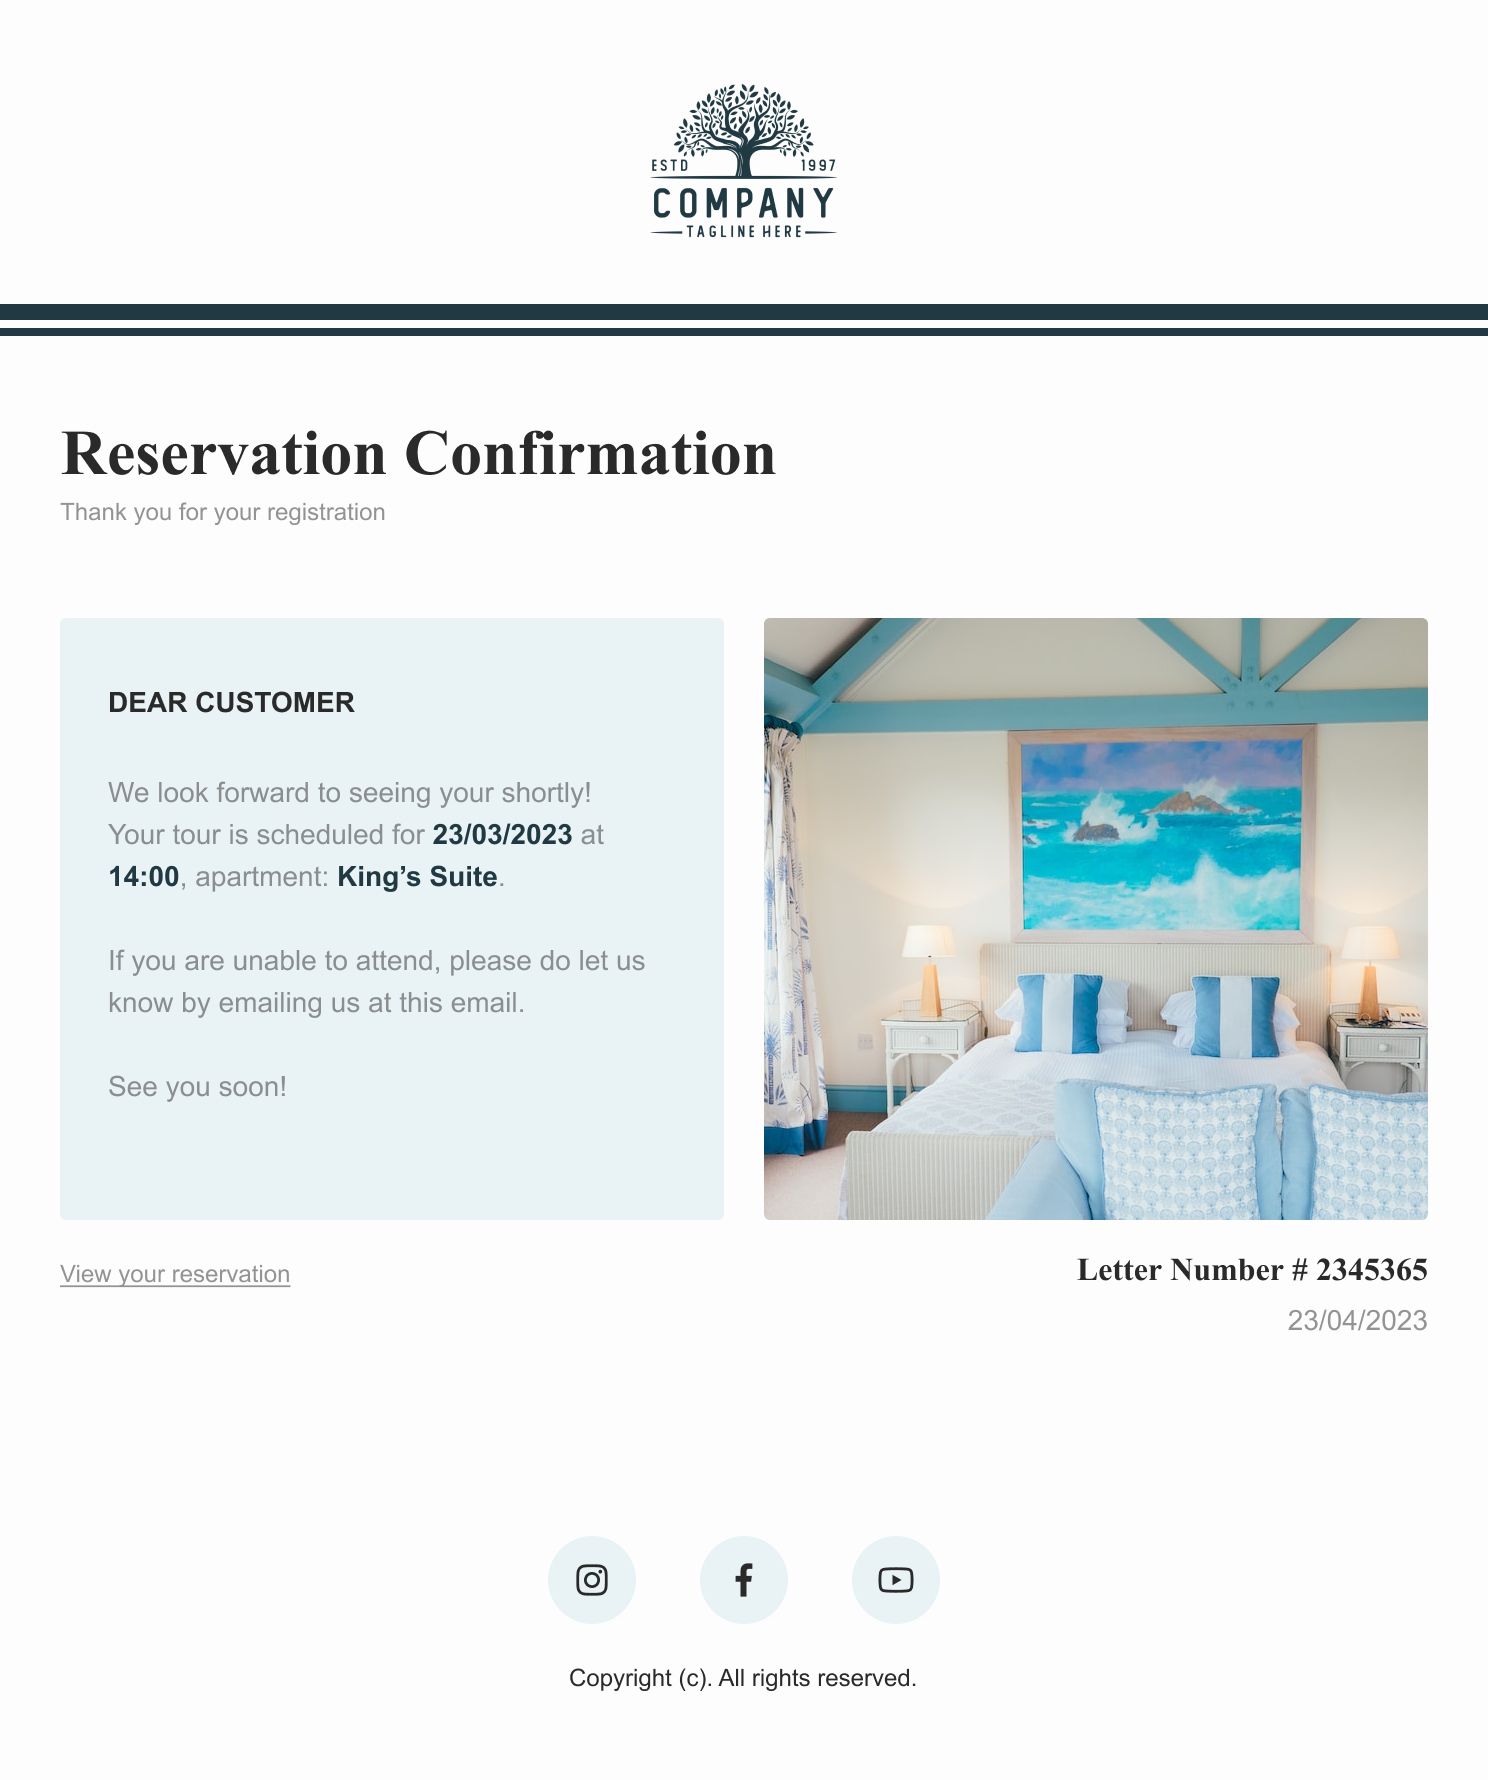 ESTD 1997
COMPANY
TAGLINE HERE
Reservation Confirmation
Thank you for your registration
DEAR CUSTOMER
We look forward to seeing your shortly!
Your tour is scheduled for 23/03/2023 at
14:00, apartment: King’s Suite.
If you are unable to attend, please do let us
know by emailing us at this email.
See you soon!
View your reservation
Letter Number # 2345365
23/04/2023
Copyright (c). All rights reserved.